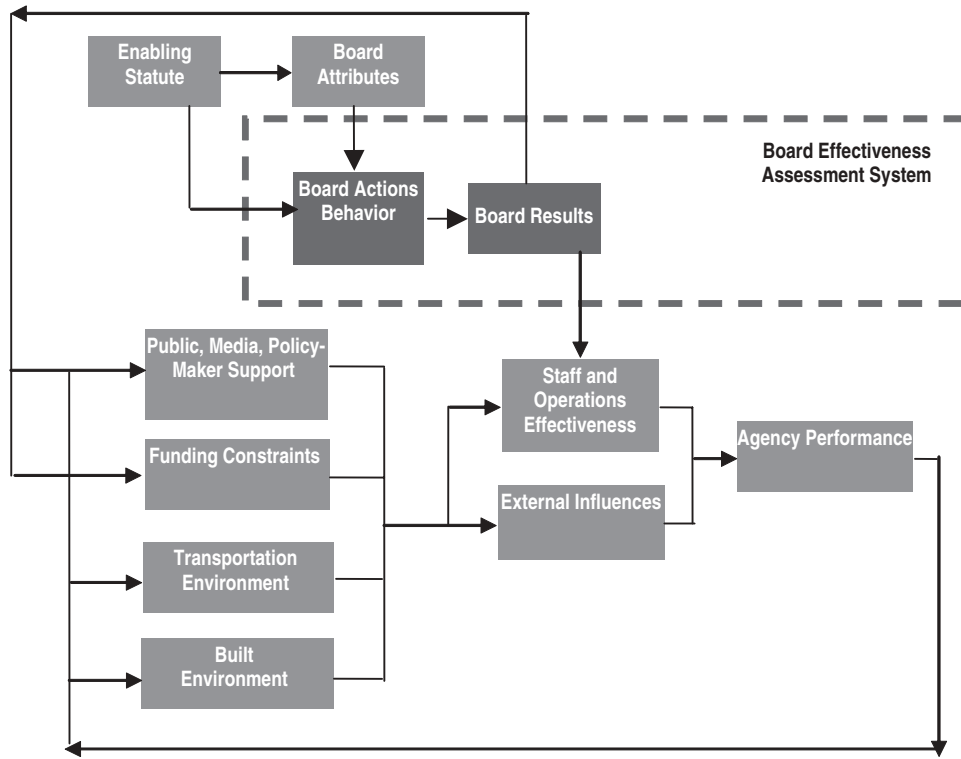 Enabling
Statute
Board
Attributes
Board Effectiveness
Assessment System
Board Actions
Behavior
Board Results
Public, Media, Policy-
Maker Support
Staff and
Operations
Effectiveness
Funding Constraints
Agency Performance
External Influences
Transportation
Environment
Built
Environment